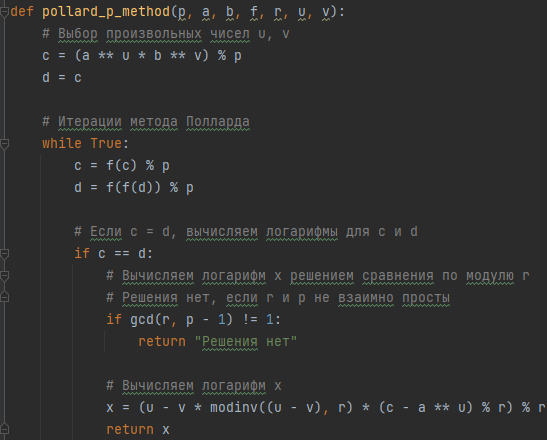 def pollard_p_method(p, a, b, f, r, u, v):
# Выбор произвольных чисел u, v
c = (a ** u * b ** v) % p
d = c
# Итерации метода Полларда
while True:
c = f(c) % p
d = f(f(d)) % p
# Если c = d, вычисляем логарифмы для c и d
if c == d:
# Вычисляем логарифм x решением сравнения по модулю r
# Решения нет, если r и p не взаимно просты
if gcd(r, p - 1) != 1:
return "Решения нет"
# Вычисляем логарифм x
x = (u - v * modinv((u - v), r) * (c - a ** u) % r) % r
return x